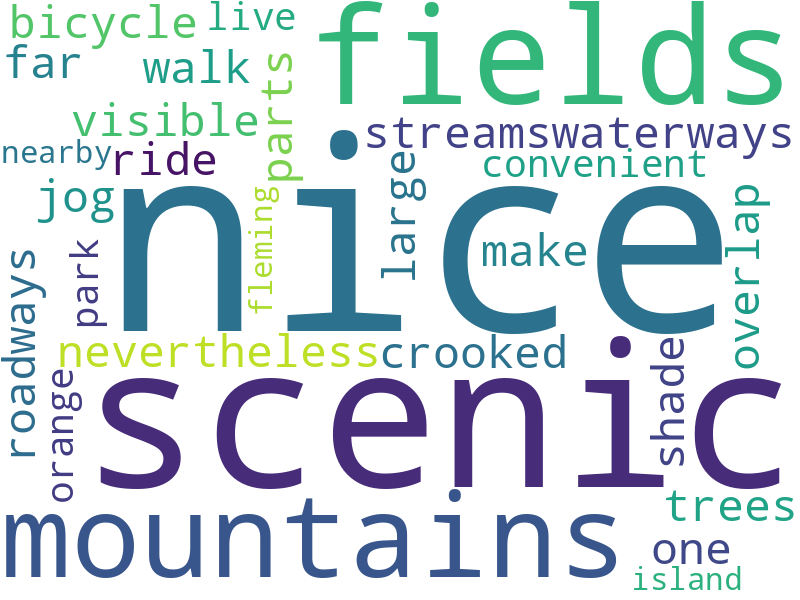 bicycle
live
fields
far
walk
parts
visible
streamswaterways
nearby
ride
large
convenient
jog
nice
fleming
overlap
park
make
roadways
nevertheless
crooked
shade
orange
scenic
mountains
trees
one
island